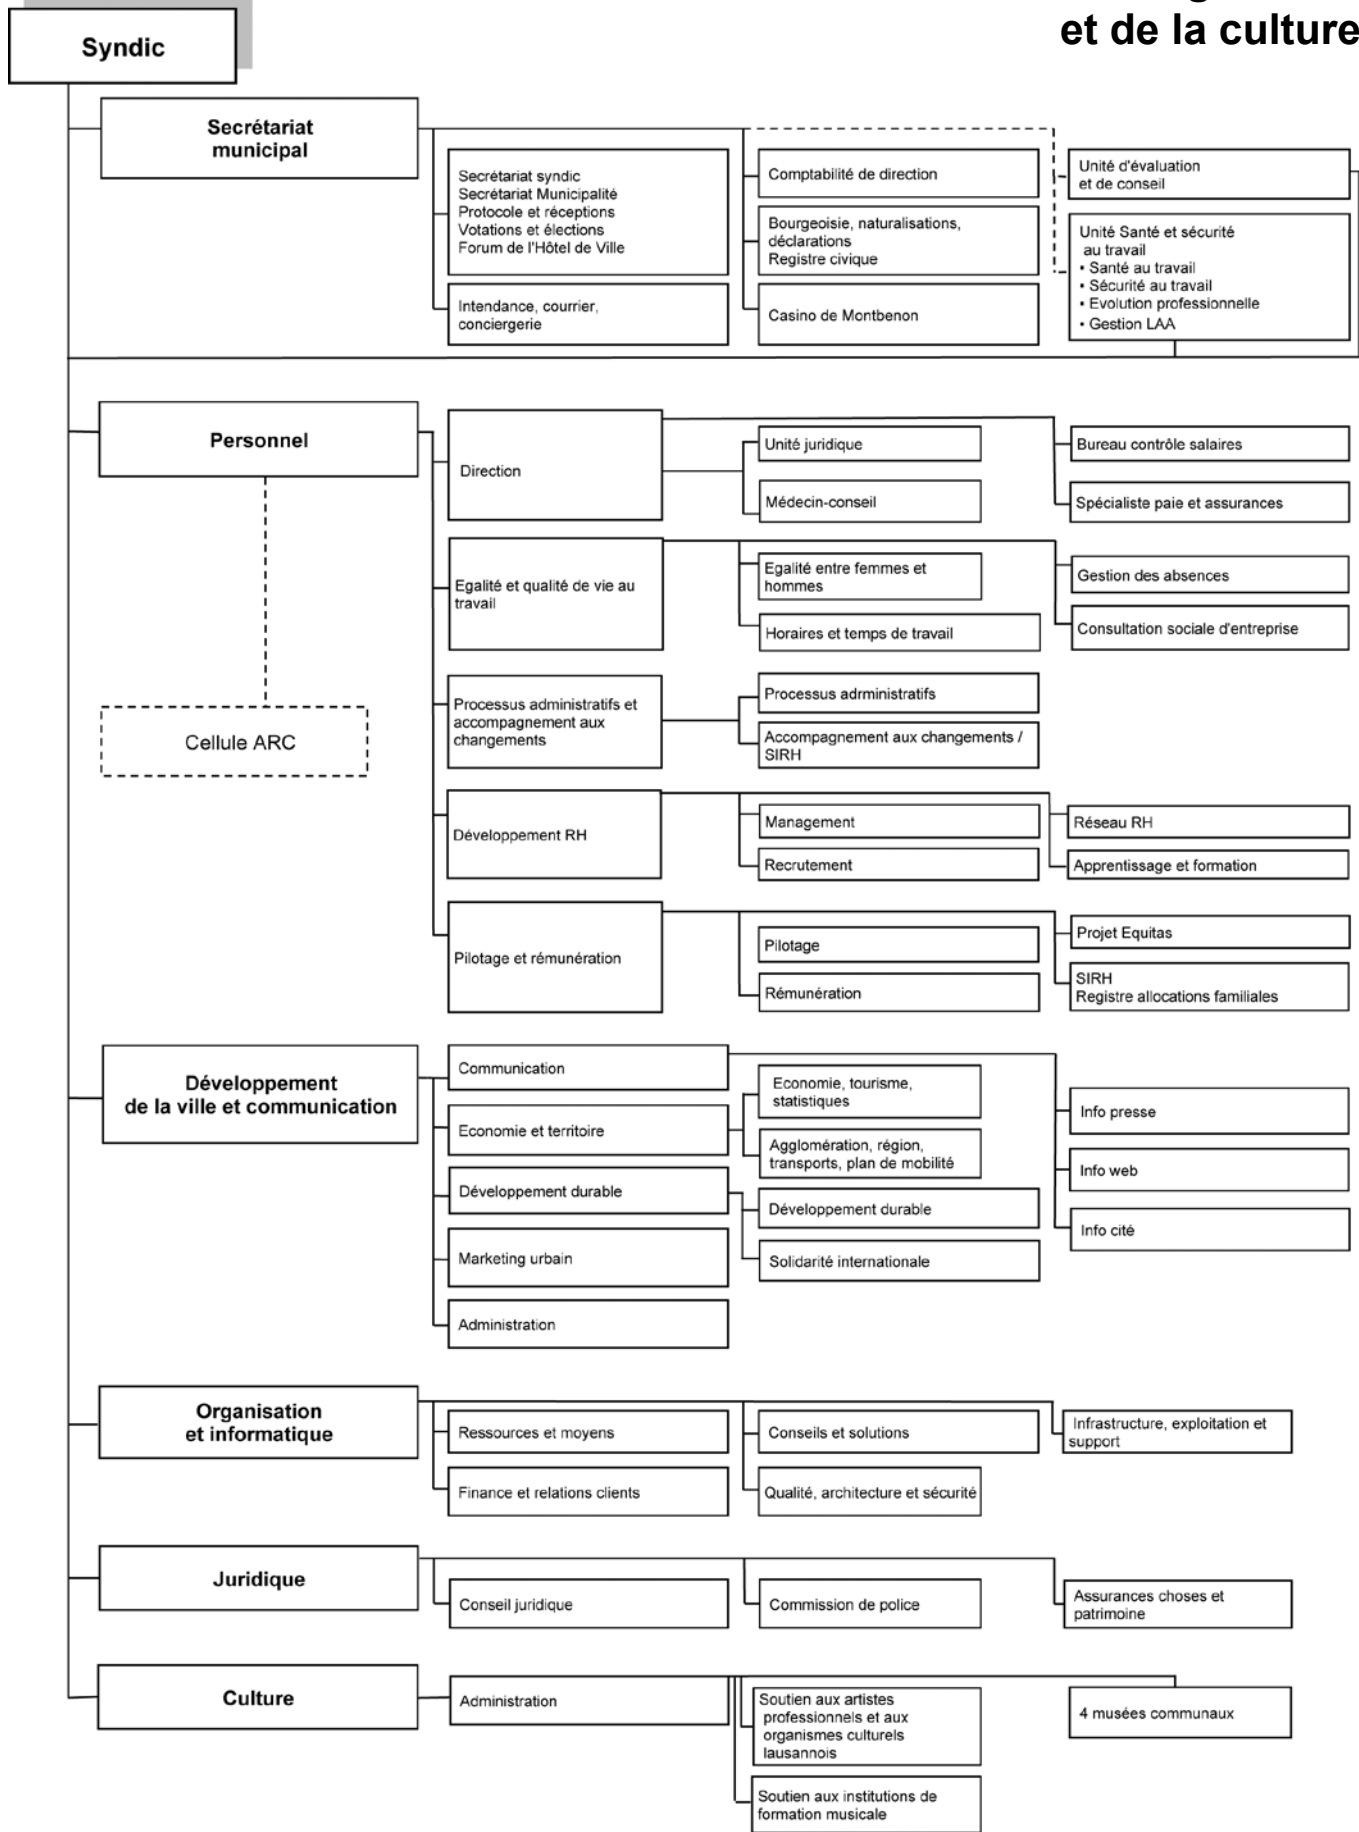 et de la culture
Syndic
Secrétariat
municipal
Secrétariat syndic
Secrétariat Municipalité
Protocole et réceptions
Votations et élections
Forum de l'Hôtel de Ville
Intendance, courrier,
conciergerie
Comptabilité de direction
Bourgeoisie, naturalisations,
déclarations
Registre civique
Casino de Montbenon
Unité d'évaluation
et de conseil
Unité Santé et sécurité
au travail
• Santé au travail
• Sécurité au travail
• Evolution professionnelle
• Gestion LAA
Personnel
Cellule ARC
Direction
Unité juridique
Médecin-conseil
Bureau contrôle salaires
Spécialiste paie et assurances
Egalité et qualité de vie au
travail
Egalité entre femmes et
hommes
Horaires et temps de travail
Gestion des absences
Consultation sociale d'entreprise
Processus administratifs et
accompagnement aux
changements
Processus adrministratifs
Accompagnement aux changements /
SIRH
Développement RH
Management
Recrutement
Réseau RH
Apprentissage et formation
Pilotage et rémunération
Pilotage
Rémunération
Projet Equitas
SIRH
Registre allocations familiales
Développement
de la ville et communication
Communication
Economie et territoire
Développement durable
Marketing urbain
Administration
Economie, tourisme,
statistiques
Agglomération, région,
transports, plan de mobilité
Développement durable
Solidarité internationale
Info presse
Info web
Info cité
Organisation
et informatique
Ressources et moyens
Finance et relations clients
Conseils et solutions
Qualité, architecture et sécurité
Infrastructure, exploitation et
support
Juridique
Conseil juridique
Commission de police
Assurances choses et
patrimoine
Culture
Administration
Soutien aux artistes
professionnels et aux
organismes culturels
lausannois
Soutien aux institutions de
formation musicale
4 musées communaux